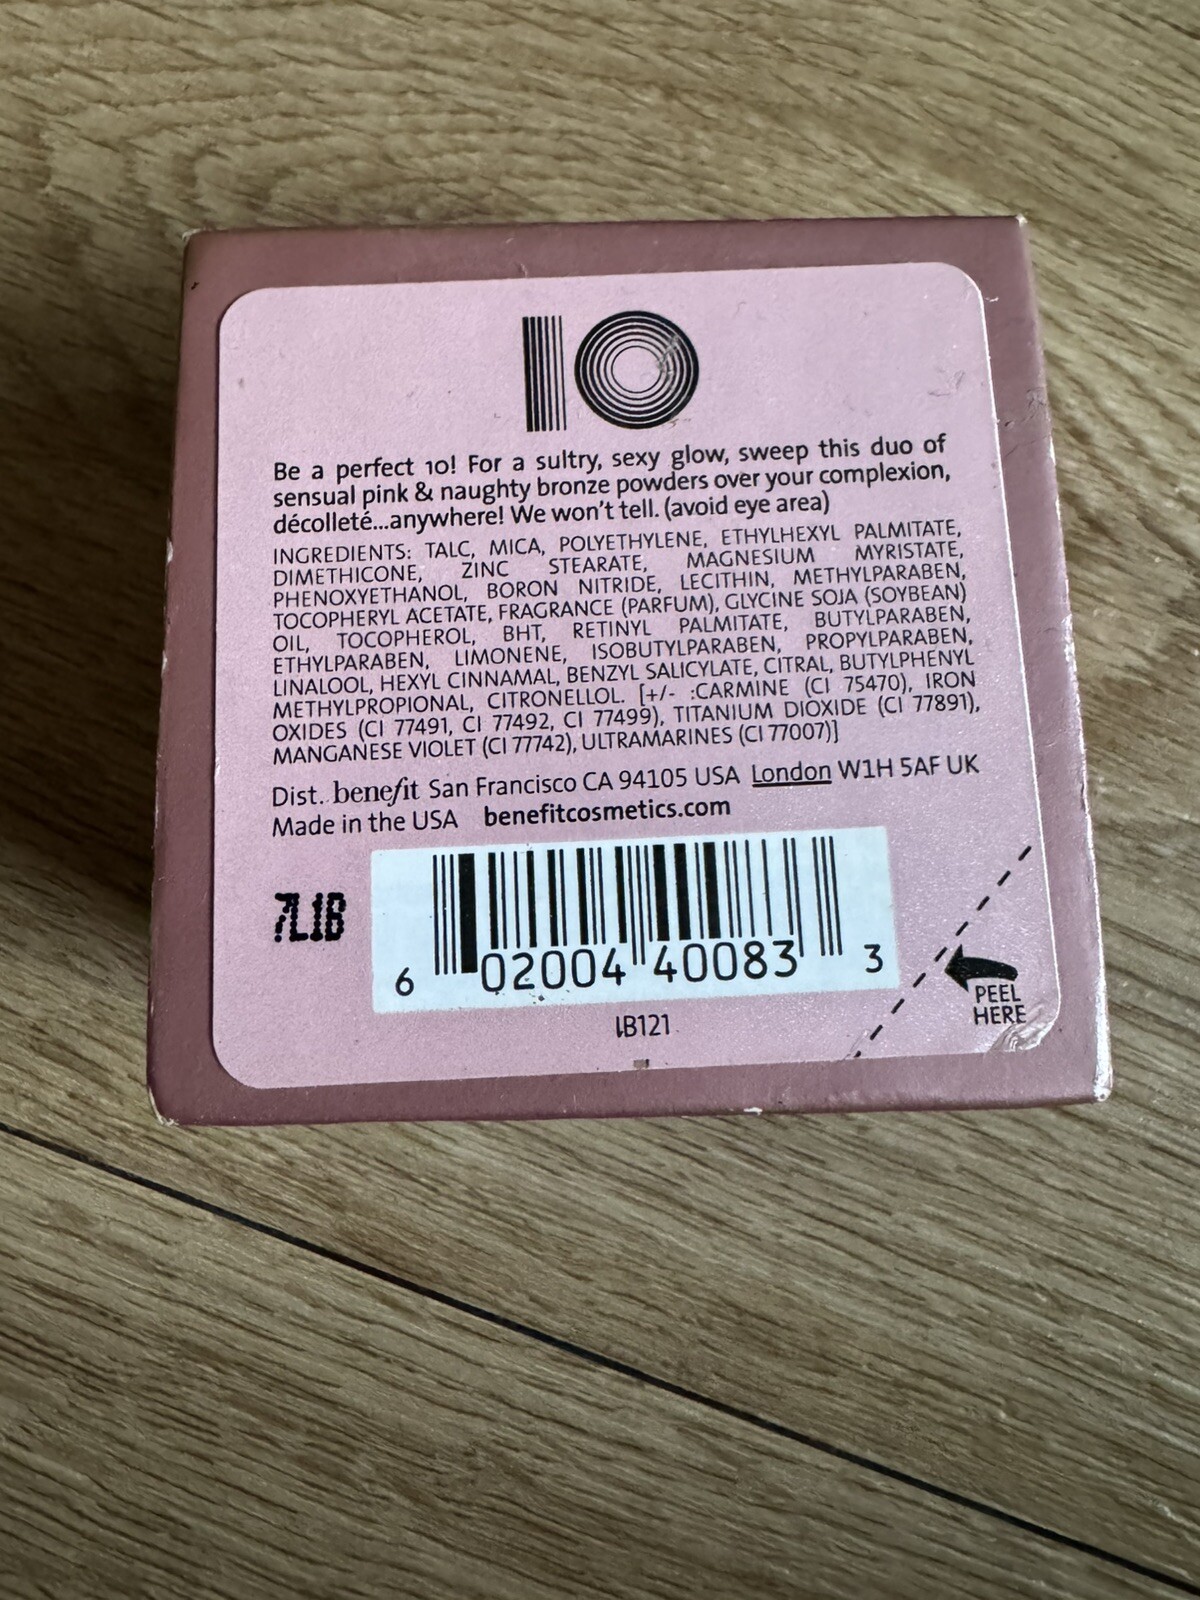 10
Be a perfect 10! For a sultry, sexy glow, sweep this duo of
sensual pink & naughty bronze powders over your complexion,
décolleté...anywhere! We won't tell. (avoid eye area)
INGREDIENTS: TALC, MICA, POLYETHYLENE, ETHYLHEXYL PALMITATE,
DIMETHICONE, ZINC STEARATE, MAGNESIUM MYRISTATE,
PHENOXYETHANOL, BORON NITRIDE, LECITHIN, METHYLPARABEN,
TOCOPHERYL ACETATE, FRAGRANCE (PARFUM), GLYCINE SOJA (SOYBEAN)
OIL, TOCOPHEROL, BHT, RETINYL PALMITATE, BUTYLPARABEN,
ETHYLPARABEN, LIMONENE, ISOBUTYLPARABEN, PROPYLPARABEN,
LINALOOL, HEXYL CINNAMAL, BENZYL SALICYLATE, CITRAL, BUTYLPHENYL
METHYLPROPIONAL, CITRONELLOL. [+/- :CARMINE (CI 75470), IRON
OXIDES (CI 77491, CI 77492, CI 77499), TITANIUM DIOXIDE (CI 77891),
MANGANESE VIOLET (CI 77742), ULTRAMARINES (CI 77007)]
Dist. benefit San Francisco CA 94105 USA London W1H 5AF UK
Made in the USA benefitcosmetics.com
7L1B
6 02004 40083 3
PEEL
HERE
IB121